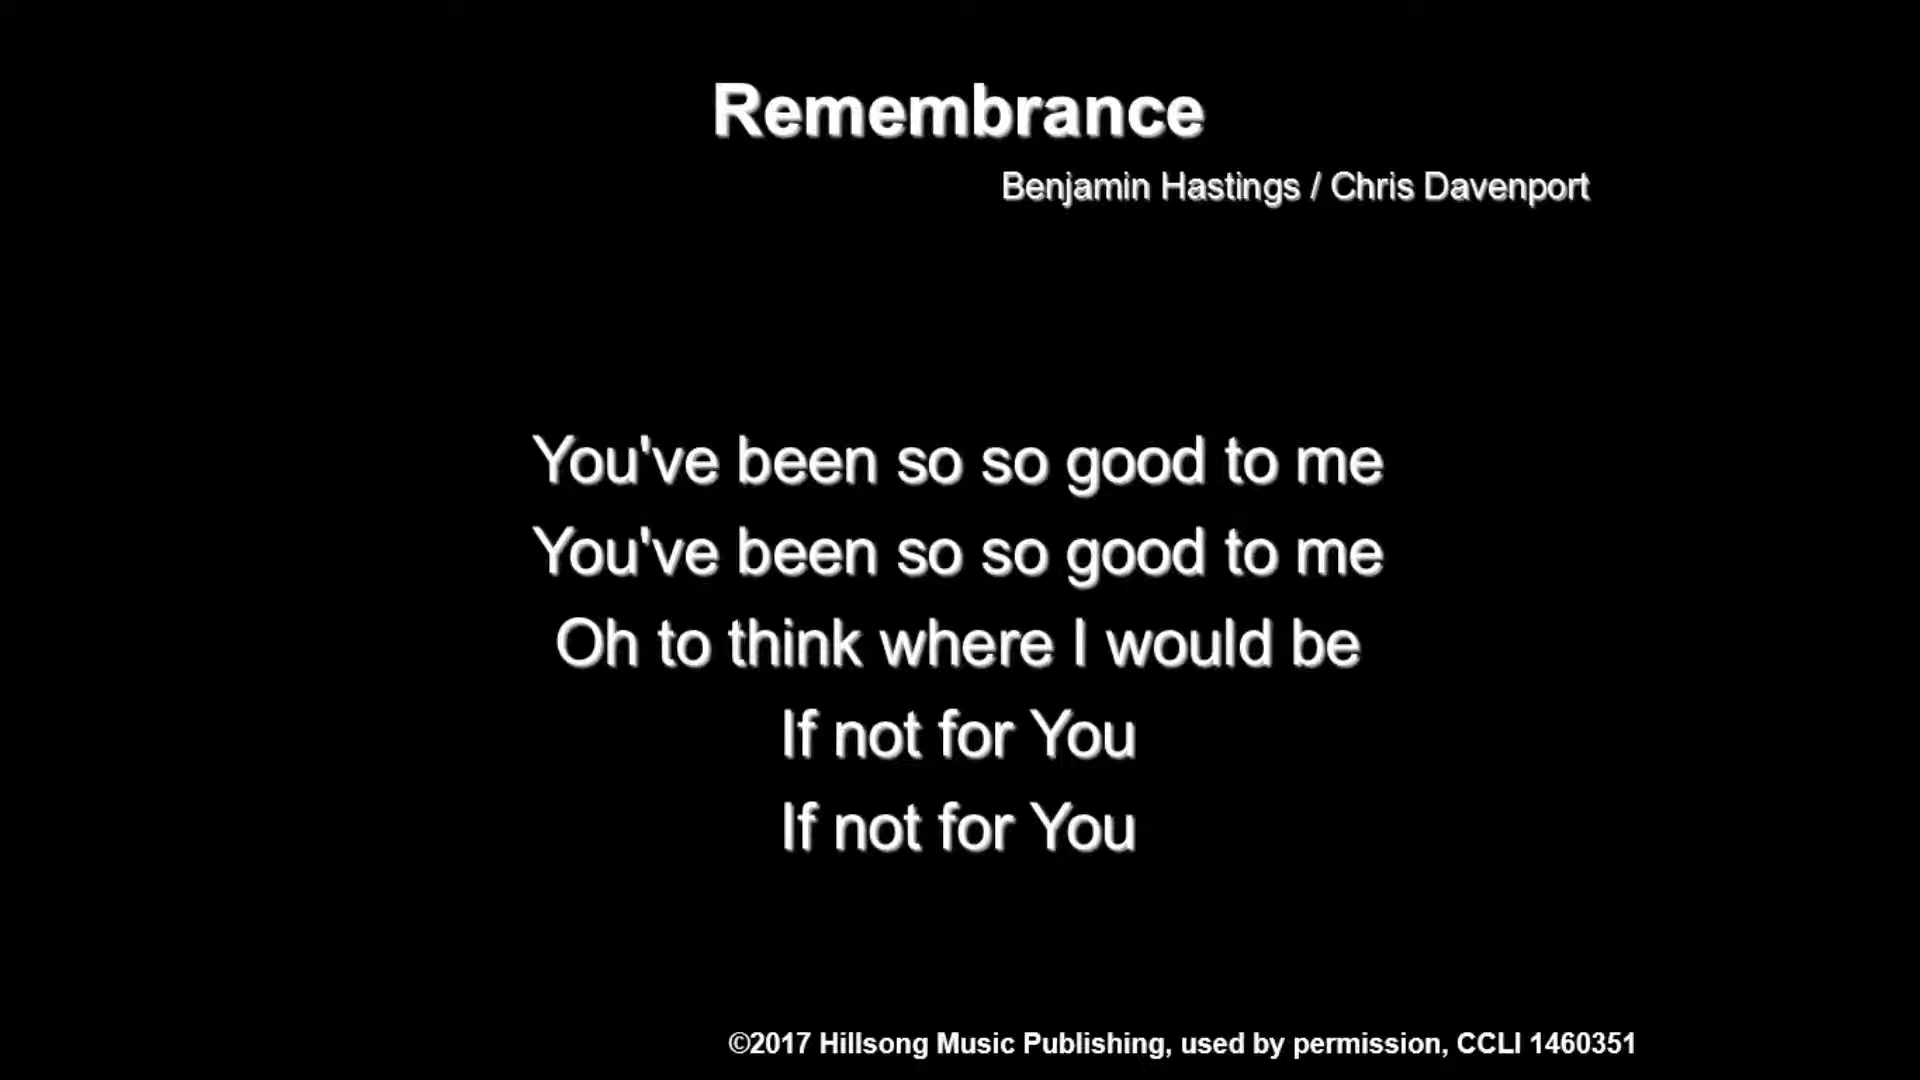 Remembrance
Benjamin Hastings / Chris Davenport
You've been so so good to me
You've been so so good to me
Oh to think where I would be
If not for You
If not for You
©2017 Hillsong Music Publishing, used by permission, CCLI 1460351